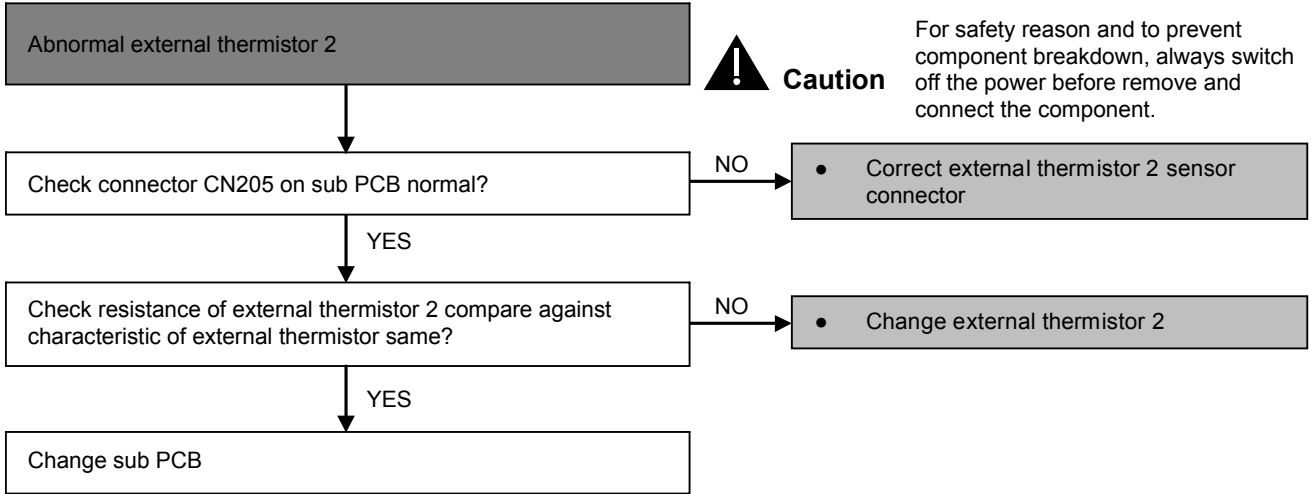 Abnormal external thermistor 2
Caution
For safety reason and to prevent
component breakdown, always switch
off the power before remove and
connect the component.
Check connector CN205 on sub PCB normal?
NO
● Correct external thermistor 2 sensor
connector
YES
Check resistance of external thermistor 2 compare against
characteristic of external thermistor same?
NO
● Change external thermistor 2
YES
Change sub PCB